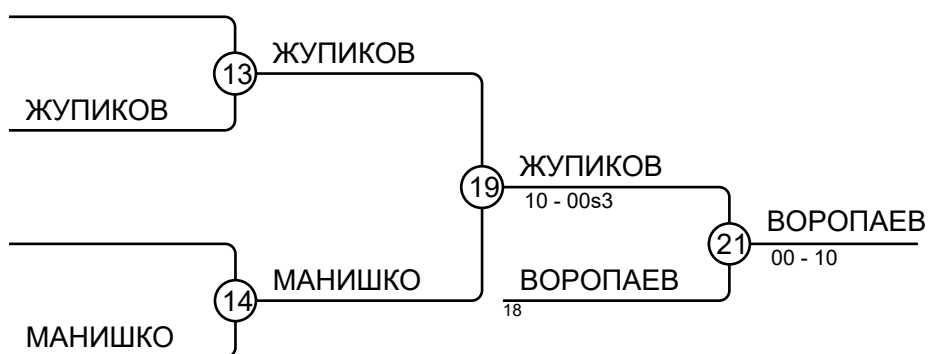 ЖУПИКОВ
13
ЖУПИКОВ
ЖУПИКОВ
19
10 - 00s3
ВОРОПАЕВ
21
00 - 10
МАНИШКО
ВОРОПАЕВ
14
18
МАНИШКО